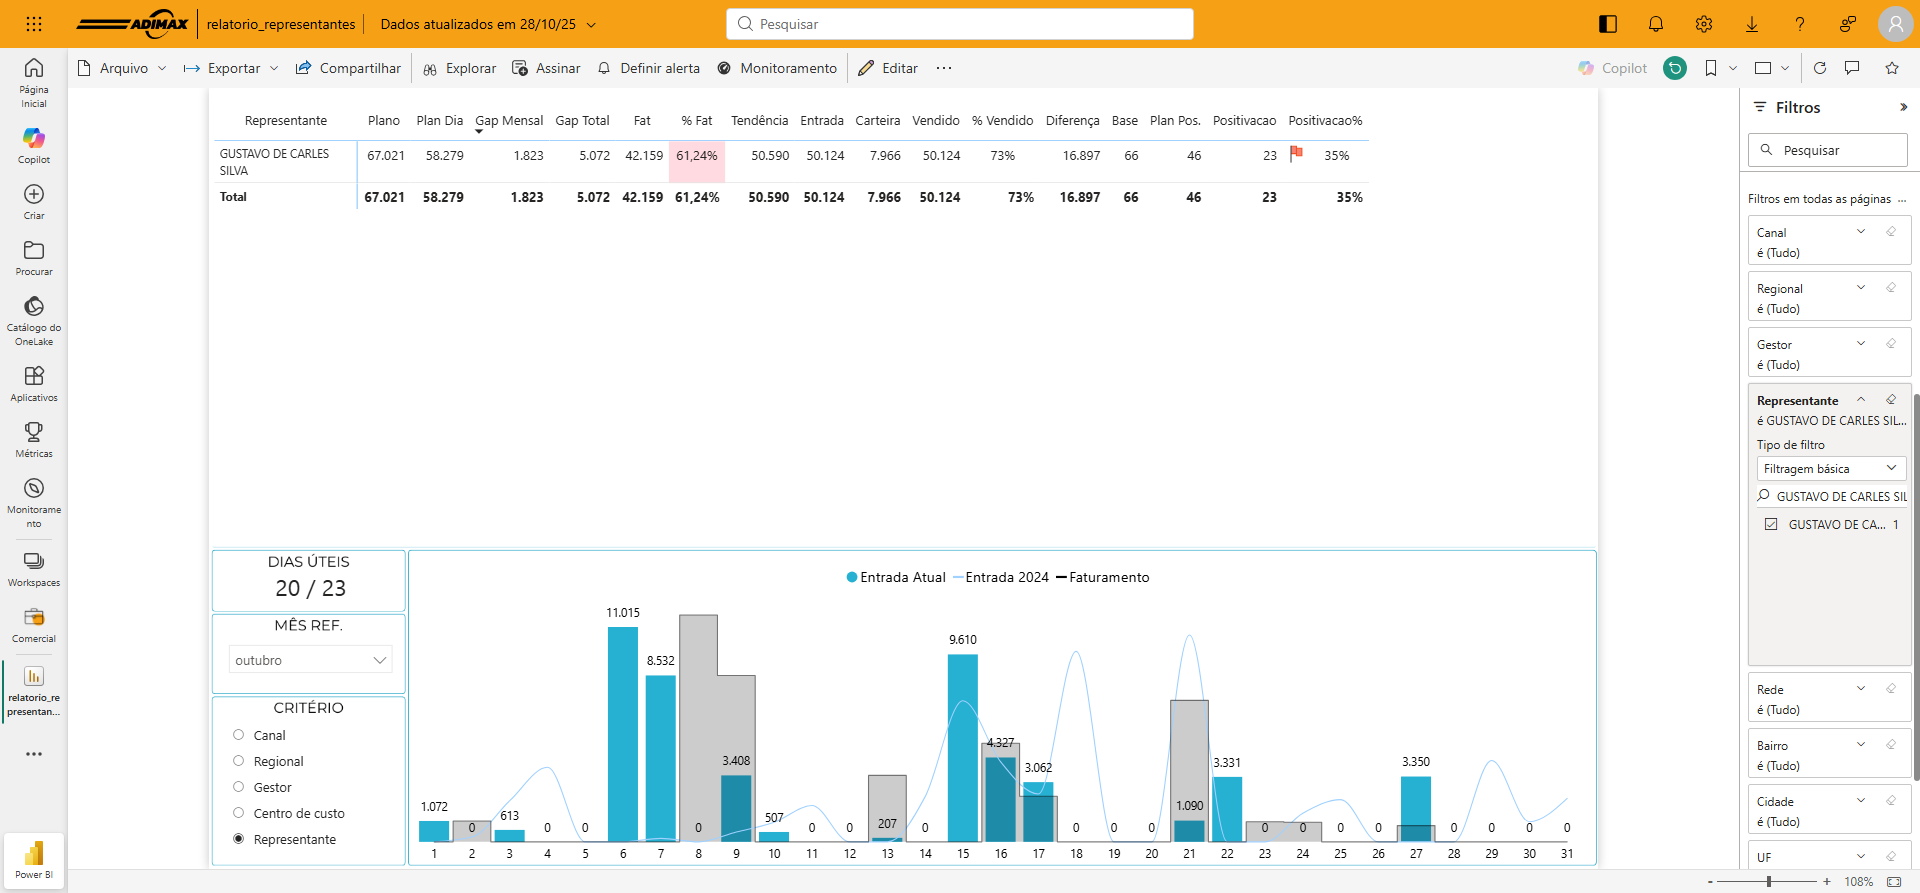 ADIMAX
relatorio_representantes
Dados atualizados em 28/10/25
Pesquisar
Arquivo
Exportar
Compartilhar
Explorar
Assinar
Definir alerta
Monitoramento
Editar
Copilot
Página
Inicial
Copilot
Criar
Procurar
Catálogo do
OneLake
Aplicativos
Métricas
Monitorame
nto
Workspaces
Comercial
relatorio_re
presentan...
Power BI
Representante Plano Plan Dia Gap Mensal Gap Total Fat % Fat Tendência Entrada Carteira Vendido % Vendido Diferença Base Plan Pos. Positivacao Positivacao%
GUSTAVO DE CARLES
SILVA
67.021 58.279 1.823 5.072 42.159 61,24% 50.590 50.124 7.966 50.124 73% 16.897 66 46 23 35%
Total 67.021 58.279 1.823 5.072 42.159 61,24% 50.590 50.124 7.966 50.124 73% 16.897 66 46 23 35%
DIAS ÚTEIS
20 / 23
MÊS REF.
outubro
CRITÉRIO
Canal
Regional
Gestor
Centro de custo
Representante
Entrada Atual Entrada 2024 Faturamento
1.072 0 613 0 0 11.015 8.532 0 3.408 507 0 0 207 0 9.610 4.327 3.062 0 0 0 1.090 3.331 0 0 0 0 3.350 0 0 0 0
1 2 3 4 5 6 7 8 9 10 11 12 13 14 15 16 17 18 19 20 21 22 23 24 25 26 27 28 29 30 31
Filtros
Pesquisar
Filtros em todas as páginas ...
Canal
é (Tudo)
Regional
é (Tudo)
Gestor
é (Tudo)
Representante
é GUSTAVO DE CARLES SIL...
Tipo de filtro
Filtragem básica
GUSTAVO DE CARLES SIL
GUSTAVO DE CA... 1
Rede
é (Tudo)
Bairro
é (Tudo)
Cidade
é (Tudo)
UF
- + 108%